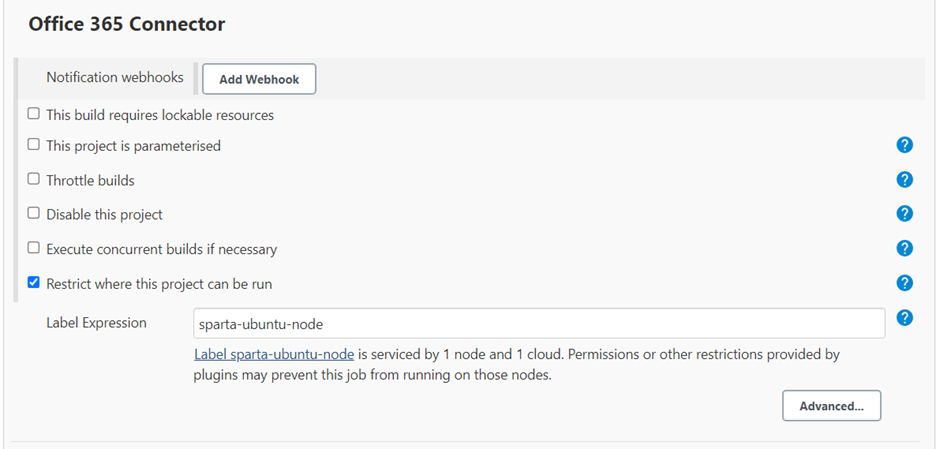 Office 365 Connector
Notification webhooks Add Webhook
This build requires lockable resources
This project is parameterised ?
Throttle builds ?
Disable this project ?
Execute concurrent builds if necessary ?
Restrict where this project can be run ?
Label Expression sparta-ubuntu-node ?
Label sparta-ubuntu-node is serviced by 1 node and 1 cloud. Permissions or other restrictions provided by
plugins may prevent this job from running on those nodes.
Advanced...